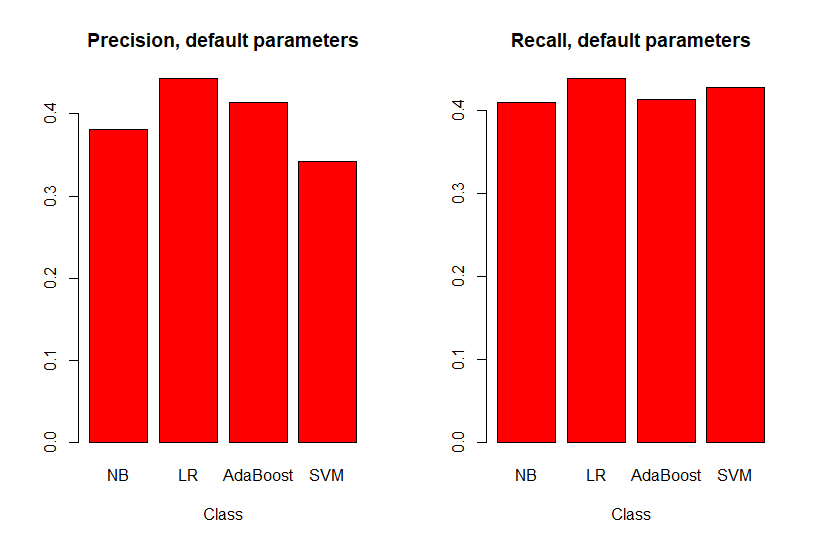 Precision, default parameters
0.4
0.3
0.2
0.1
0.0
NB LR AdaBoost SVM
Class
Recall, default parameters
0.4
0.3
0.2
0.1
0.0
NB LR AdaBoost SVM
Class